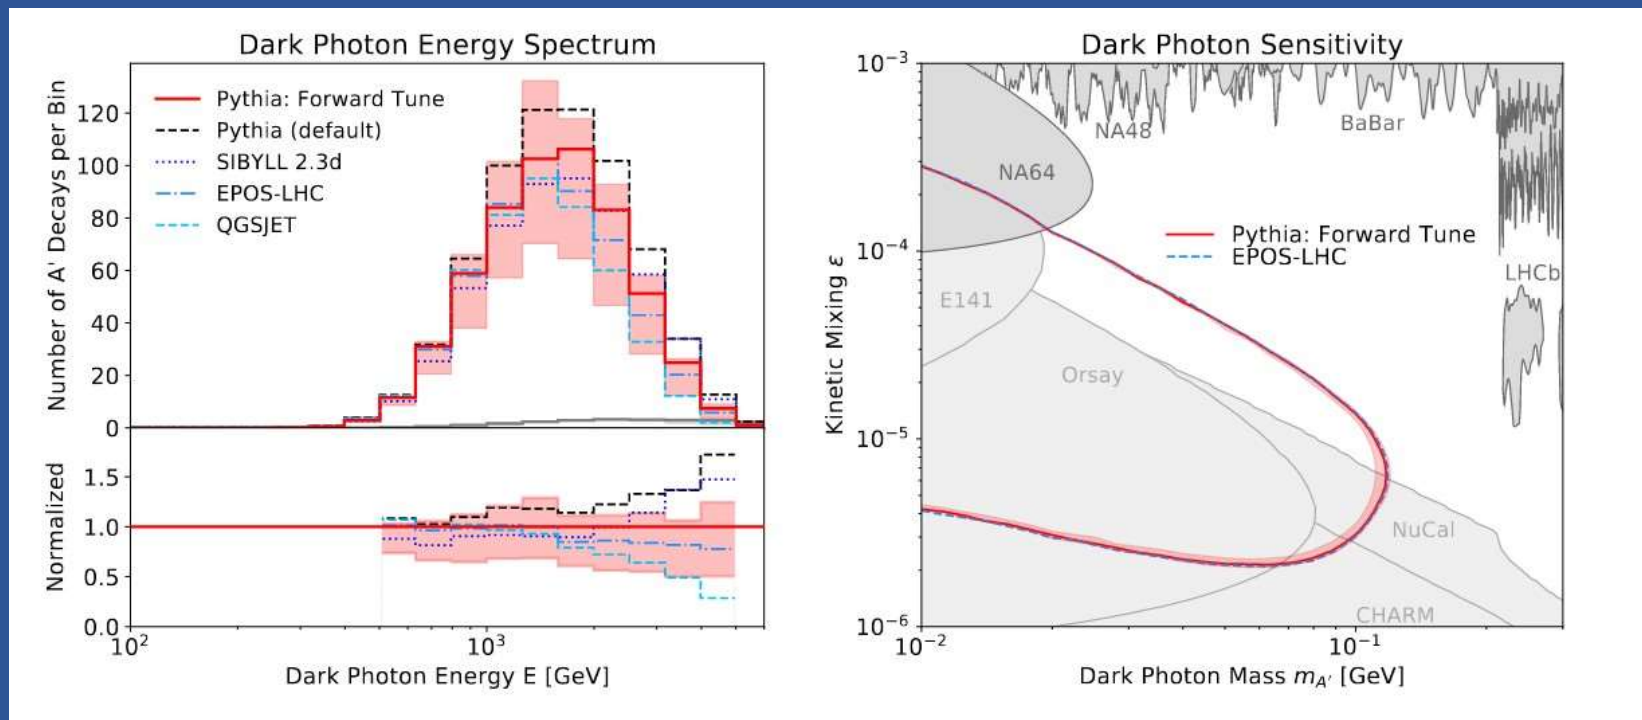 Dark Photon Energy Spectrum
Number of A' Decays per Bin
120
100
80
60
40
20
0
Pythia: Forward Tune
Pythia (default)
SIBYLL 2.3d
EPOS-LHC
QGSJET
Normalized
1.5
1.0
0.5
0.0
10²
10³
Dark Photon Energy E [GeV]
Dark Photon Sensitivity
Kinetic Mixing ε
10⁻³
10⁻⁴
10⁻⁵
10⁻⁶
NA48
BaBar
NA64
Pythia: Forward Tune
EPOS-LHC
LHCb
E141
Orsay
NuCal
CHARM
10⁻²
10⁻¹
Dark Photon Mass m_A′ [GeV]